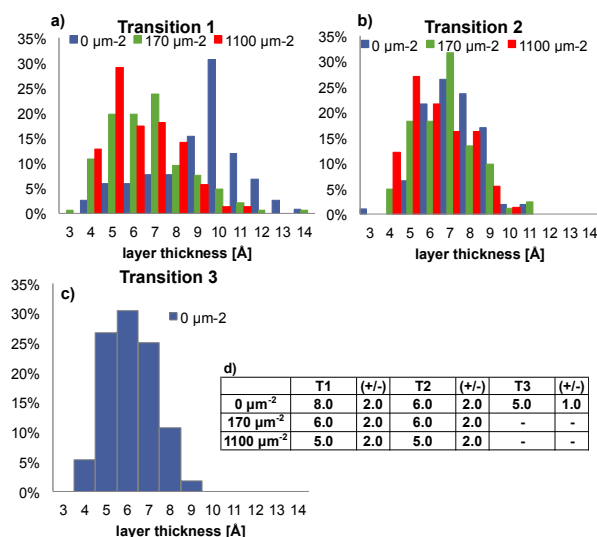 a) Transition 1
0 µm-2 170 µm-2 1100 µm-2
35%
30%
25%
20%
15%
10%
5%
0%
3 4 5 6 7 8 9 10 11 12 13 14
layer thickness [Å]
b) Transition 2
0 µm-2 170 µm-2 1100 µm-2
35%
30%
25%
20%
15%
10%
5%
0%
3 4 5 6 7 8 9 10 11 12 13 14
layer thickness [Å]
Transition 3
c)
0 µm-2
35%
30%
25%
20%
15%
10%
5%
0%
3 4 5 6 7 8 9 10 11 12 13 14
layer thickness [Å]
d)
T1 (+/-) T2 (+/-) T3 (+/-)
0 µm⁻² 8.0 2.0 6.0 2.0 5.0 1.0
170 µm⁻² 6.0 2.0 6.0 2.0 - -
1100 µm⁻² 5.0 2.0 5.0 2.0 - -